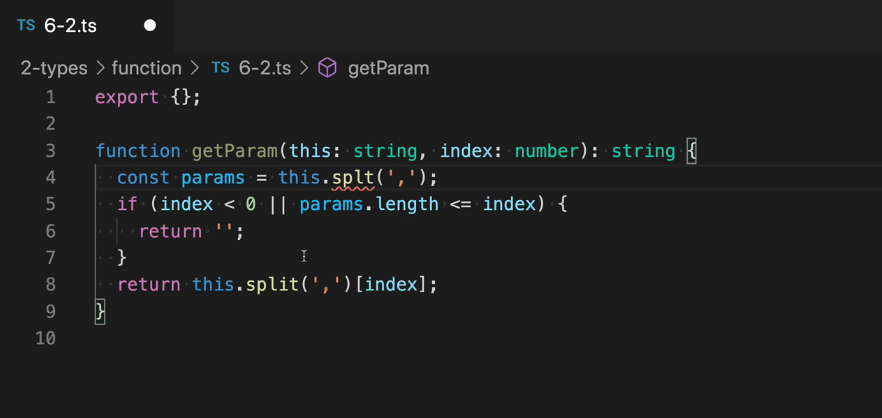 TS 6-2.ts
2-types > function > TS 6-2.ts > getParam
1 export {};
2
3 function getParam(this: string, index: number): string {
4   const params = this.splt(',');
5   if (index < 0 || params.length <= index) {
6     return '';
7   }
8   return this.split(',')[index];
9 }
10